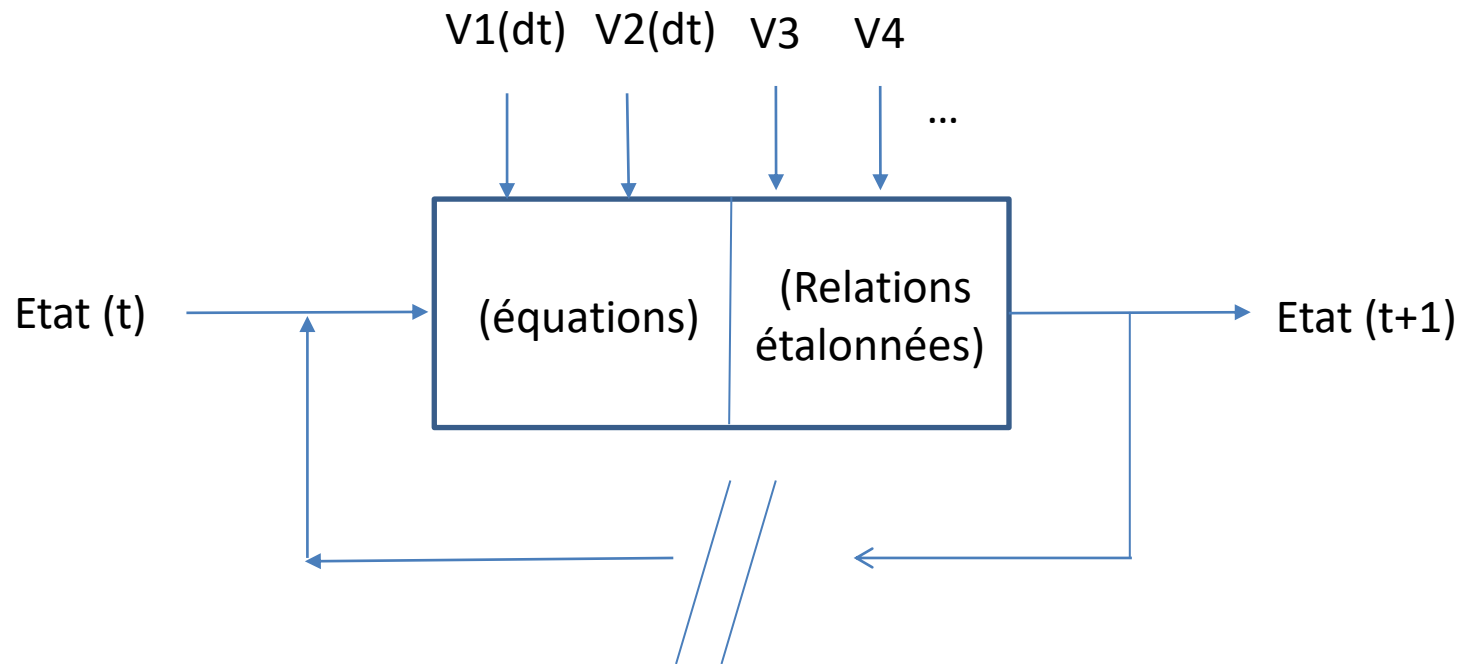 V1(dt) V2(dt) V3 V4
...
Etat (t)
(équations)
(Relations
étalonnées)
Etat (t+1)